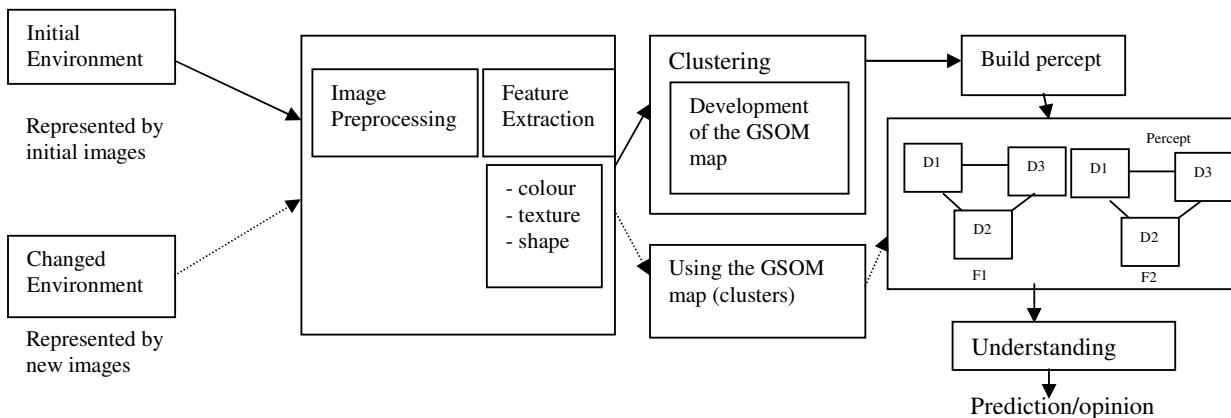 Initial
Environment
Represented by
initial images
Changed
Environment
Represented by
new images
Image
Preprocessing
Feature
Extraction
- colour
- texture
- shape
Clustering
Development
of the GSOM
map
Using the GSOM
map (clusters)
Build percept
Percept
D1
D3
D2
F1
D1
D3
D2
F2
Understanding
Prediction/opinion